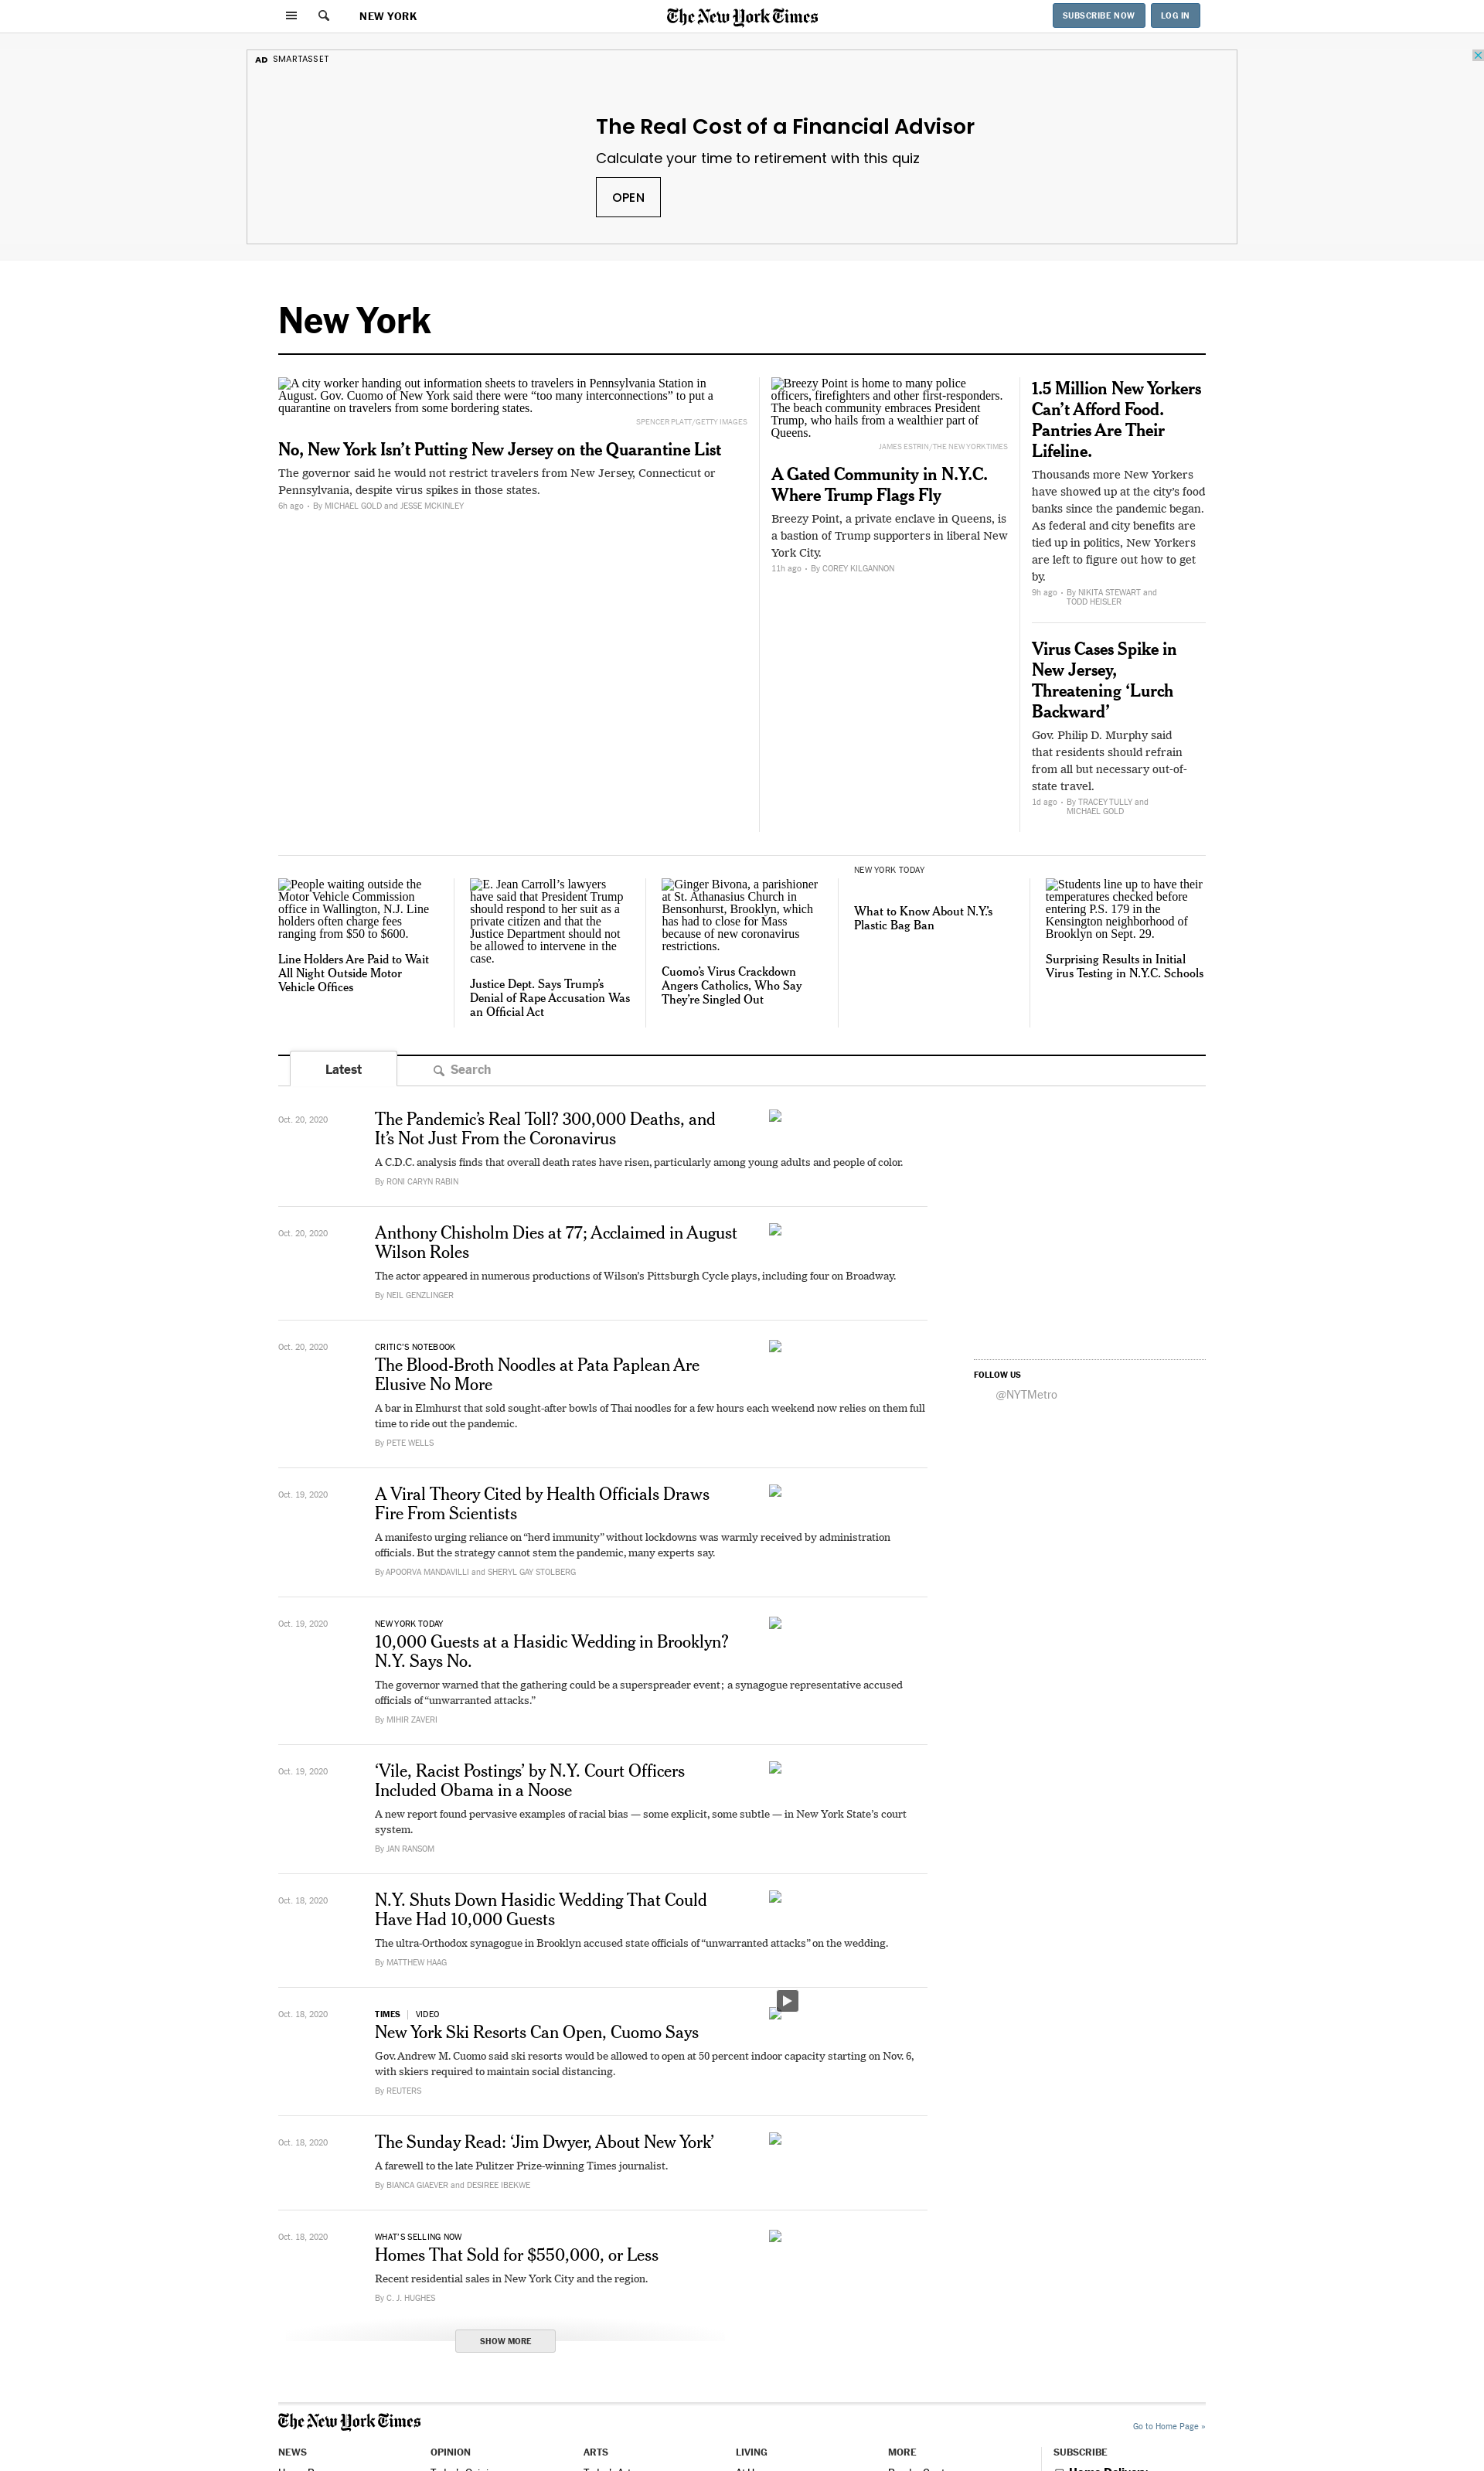 NEW YORK
The New York Times
SUBSCRIBE NOW
LOG IN
AD SMARTASSET
The Real Cost of a Financial Advisor
Calculate your time to retirement with this quiz
OPEN
New York
A city worker handing out information sheets to travelers in Pennsylvania Station in
August. Gov. Cuomo of New York said there were “too many interconnections” to put a
quarantine on travelers from some bordering states.
SPENCER PLATT/GETTY IMAGES
No, New York Isn’t Putting New Jersey on the Quarantine List
The governor said he would not restrict travelers from New Jersey, Connecticut or
Pennsylvania, despite virus spikes in those states.
6h ago • By MICHAEL GOLD and JESSE MCKINLEY
Breezy Point is home to many police
officers, firefighters and other first-responders.
The beach community embraces President
Trump, who hails from a wealthier part of
Queens.
JAMES ESTRIN/THE NEW YORK TIMES
A Gated Community in N.Y.C.
Where Trump Flags Fly
Breezy Point, a private enclave in Queens, is
a bastion of Trump supporters in liberal New
York City.
11h ago • By COREY KILGANNON
1.5 Million New Yorkers
Can’t Afford Food.
Pantries Are Their
Lifeline.
Thousands more New Yorkers
have showed up at the city’s food
banks since the pandemic began.
As federal and city benefits are
tied up in politics, New Yorkers
are left to figure out how to get
by.
9h ago • By NIKITA STEWART and
TODD HEISLER
Virus Cases Spike in
New Jersey,
Threatening ‘Lurch
Backward’
Gov. Philip D. Murphy said
that residents should refrain
from all but necessary out-of-
state travel.
1d ago • By TRACEY TULLY and
MICHAEL GOLD
People waiting outside the
Motor Vehicle Commission
office in Wallington, N.J. Line
holders often charge fees
ranging from $50 to $600.
Line Holders Are Paid to Wait
All Night Outside Motor
Vehicle Offices
E. Jean Carroll’s lawyers
have said that President Trump
should respond to her suit as a
private citizen and that the
Justice Department should not
be allowed to intervene in the
case.
Justice Dept. Says Trump’s
Denial of Rape Accusation Was
an Official Act
Ginger Bivona, a parishioner
at St. Athanasius Church in
Bensonhurst, Brooklyn, which
has had to close for Mass
because of new coronavirus
restrictions.
Cuomo’s Virus Crackdown
Angers Catholics, Who Say
They’re Singled Out
NEW YORK TODAY
What to Know About N.Y.’s
Plastic Bag Ban
Students line up to have their
temperatures checked before
entering P.S. 179 in the
Kensington neighborhood of
Brooklyn on Sept. 29.
Surprising Results in Initial
Virus Testing in N.Y.C. Schools
Latest
Search
Oct. 20, 2020
The Pandemic’s Real Toll? 300,000 Deaths, and
It’s Not Just From the Coronavirus
A C.D.C. analysis finds that overall death rates have risen, particularly among young adults and people of color.
By RONI CARYN RABIN
Oct. 20, 2020
Anthony Chisholm Dies at 77; Acclaimed in August
Wilson Roles
The actor appeared in numerous productions of Wilson’s Pittsburgh Cycle plays, including four on Broadway.
By NEIL GENZLINGER
Oct. 20, 2020
CRITIC’S NOTEBOOK
The Blood-Broth Noodles at Pata Paplean Are
Elusive No More
A bar in Elmhurst that sold sought-after bowls of Thai noodles for a few hours each weekend now relies on them full
time to ride out the pandemic.
By PETE WELLS
FOLLOW US
@NYTMetro
Oct. 19, 2020
A Viral Theory Cited by Health Officials Draws
Fire From Scientists
A manifesto urging reliance on “herd immunity” without lockdowns was warmly received by administration
officials. But the strategy cannot stem the pandemic, many experts say.
By APOORVA MANDAVILLI and SHERYL GAY STOLBERG
Oct. 19, 2020
NEW YORK TODAY
10,000 Guests at a Hasidic Wedding in Brooklyn?
N.Y. Says No.
The governor warned that the gathering could be a superspreader event; a synagogue representative accused
officials of “unwarranted attacks.”
By MIHIR ZAVERI
Oct. 19, 2020
‘Vile, Racist Postings’ by N.Y. Court Officers
Included Obama in a Noose
A new report found pervasive examples of racial bias — some explicit, some subtle — in New York State’s court
system.
By JAN RANSOM
Oct. 18, 2020
N.Y. Shuts Down Hasidic Wedding That Could
Have Had 10,000 Guests
The ultra-Orthodox synagogue in Brooklyn accused state officials of “unwarranted attacks” on the wedding.
By MATTHEW HAAG
Oct. 18, 2020
TIMES | VIDEO
New York Ski Resorts Can Open, Cuomo Says
Gov. Andrew M. Cuomo said ski resorts would be allowed to open at 50 percent indoor capacity starting on Nov. 6,
with skiers required to maintain social distancing.
By REUTERS
Oct. 18, 2020
The Sunday Read: ‘Jim Dwyer, About New York’
A farewell to the late Pulitzer Prize-winning Times journalist.
By BIANCA GIAEVER and DESIREE IBEKWE
Oct. 18, 2020
WHAT’S SELLING NOW
Homes That Sold for $550,000, or Less
Recent residential sales in New York City and the region.
By C. J. HUGHES
SHOW MORE
The New York Times
Go to Home Page »
NEWS
OPINION
ARTS
LIVING
MORE
SUBSCRIBE